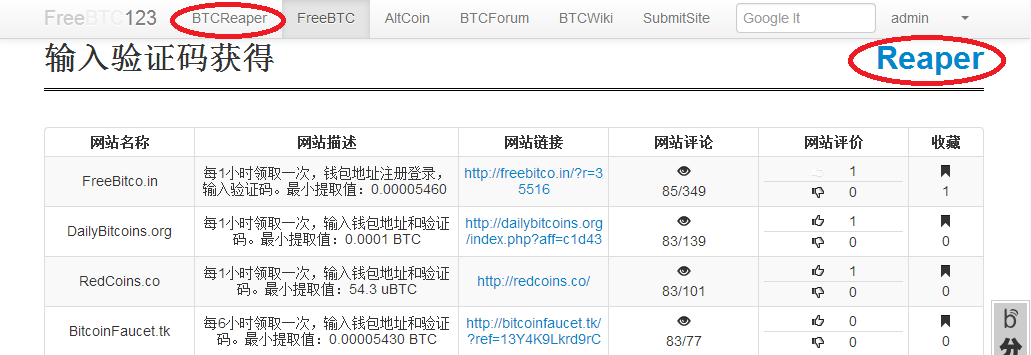 FreeBTC123 BTCReaper FreeBTC AltCoin BTCForum BTCWiki SubmitSite Google It admin
输入验证码获得 Reaper
网站名称 网站描述 网站链接 网站评论 网站评价 收藏
FreeBitco.in
每1小时领取一次，钱包地址注册登录，
输入验证码。最小提取值：0.00005460
http://freebitco.in/?r=3
5516
85/349
1
0
1
DailyBitcoins.org
每1小时领取一次，输入钱包地址和验证
码。最小提取值：0.0001 BTC
http://dailybitcoins.org
/index.php?aff=c1d43
83/139
1
0
0
RedCoins.co
每1小时领取一次，输入钱包地址和验证
码。最小提取值：54.3 uBTC
http://redcoins.co/
83/101
1
0
0
BitcoinFaucet.tk
每6小时领取一次，输入钱包地址和验证
码。最小提取值：0.00005430 BTC
http://bitcoinfaucet.tk/
?ref=13Y4K9Lkrd9rC
83/77
0
0
0
分